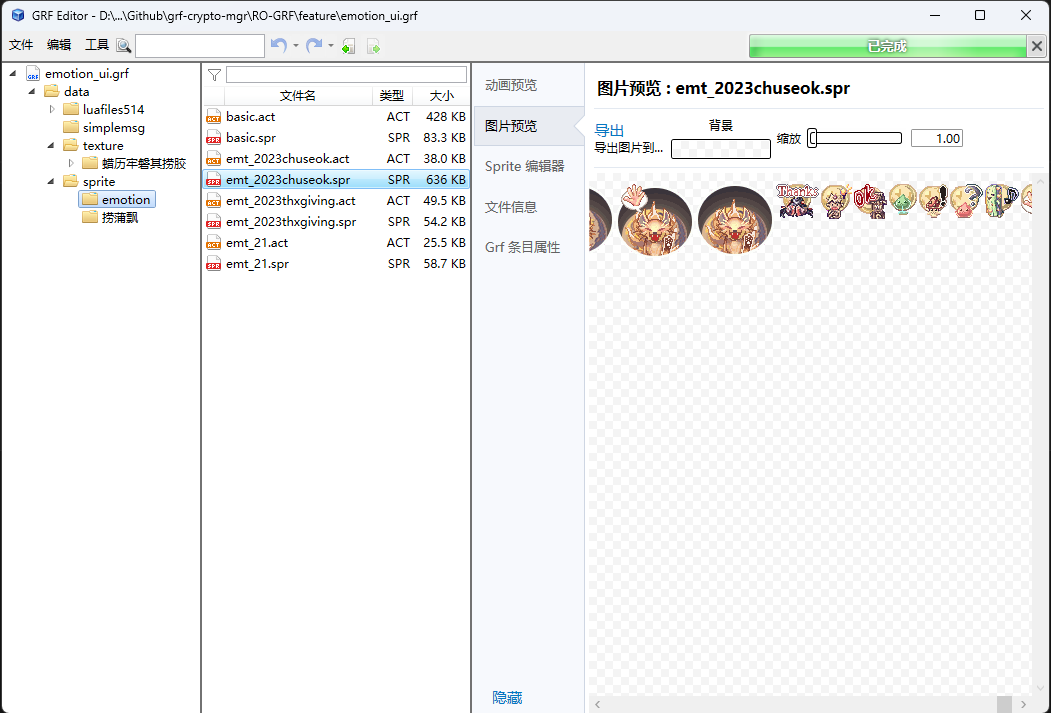 GRF Editor - D:\...\Github\grf-crypto-mgr\RO-GRF\feature\emotion_ui.grf
文件 编辑 工具
已完成
emotion_ui.grf
data
luafiles514
simplemsg
texture
蜡历牢磐其捞胶
sprite
emotion
捞蒲飘
文件名 类型 大小
basic.act ACT 428 KB
basic.spr SPR 83.3 KB
emt_2023chuseok.act ACT 38.0 KB
emt_2023chuseok.spr SPR 636 KB
emt_2023thxgiving.act ACT 49.5 KB
emt_2023thxgiving.spr SPR 54.2 KB
emt_21.act ACT 25.5 KB
emt_21.spr SPR 58.7 KB
动画预览
图片预览
Sprite 编辑器
文件信息
Grf 条目属性
隐藏
图片预览 : emt_2023chuseok.spr
导出
导出图片到...
背景
缩放
1.00
Thanks
Ok